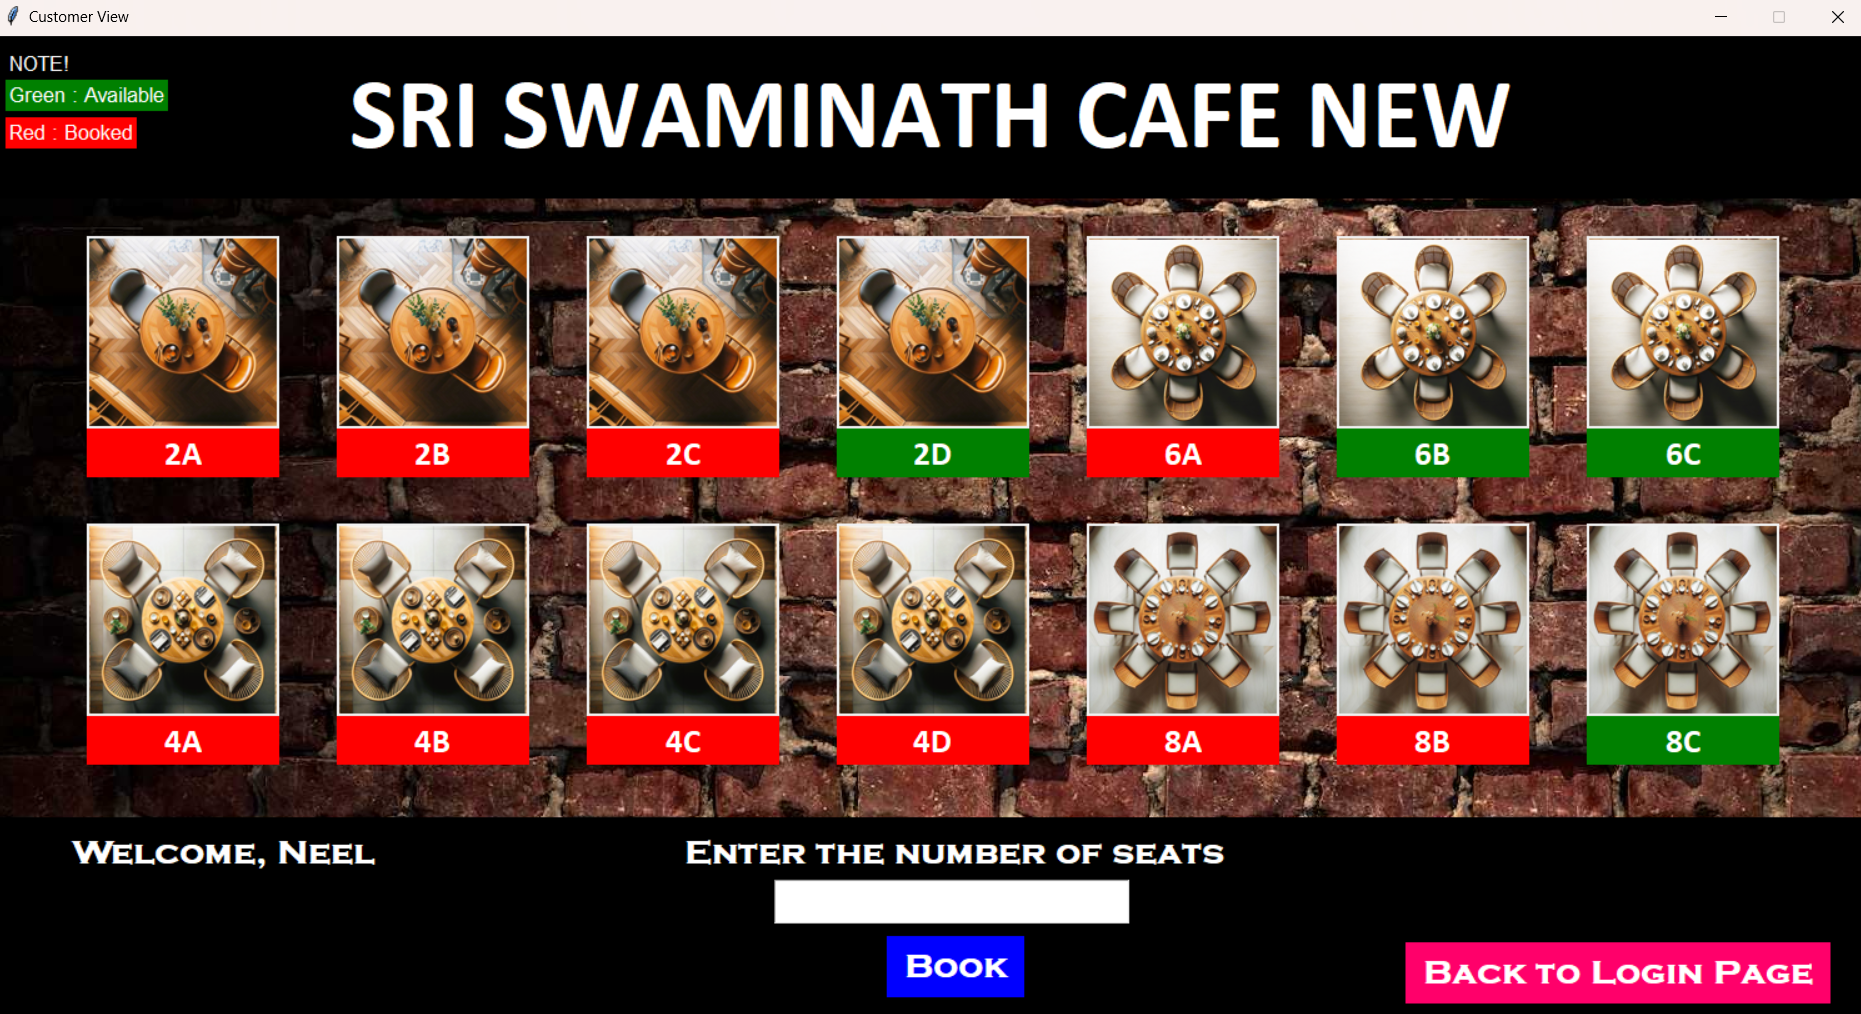 Customer View
NOTE!
Green : Available
Red : Booked
SRI SWAMINATH CAFE NEW
2A 2B 2C 2D 6A 6B 6C
4A 4B 4C 4D 8A 8B 8C
Welcome, Neel
Enter the number of seats
Book
Back to Login Page